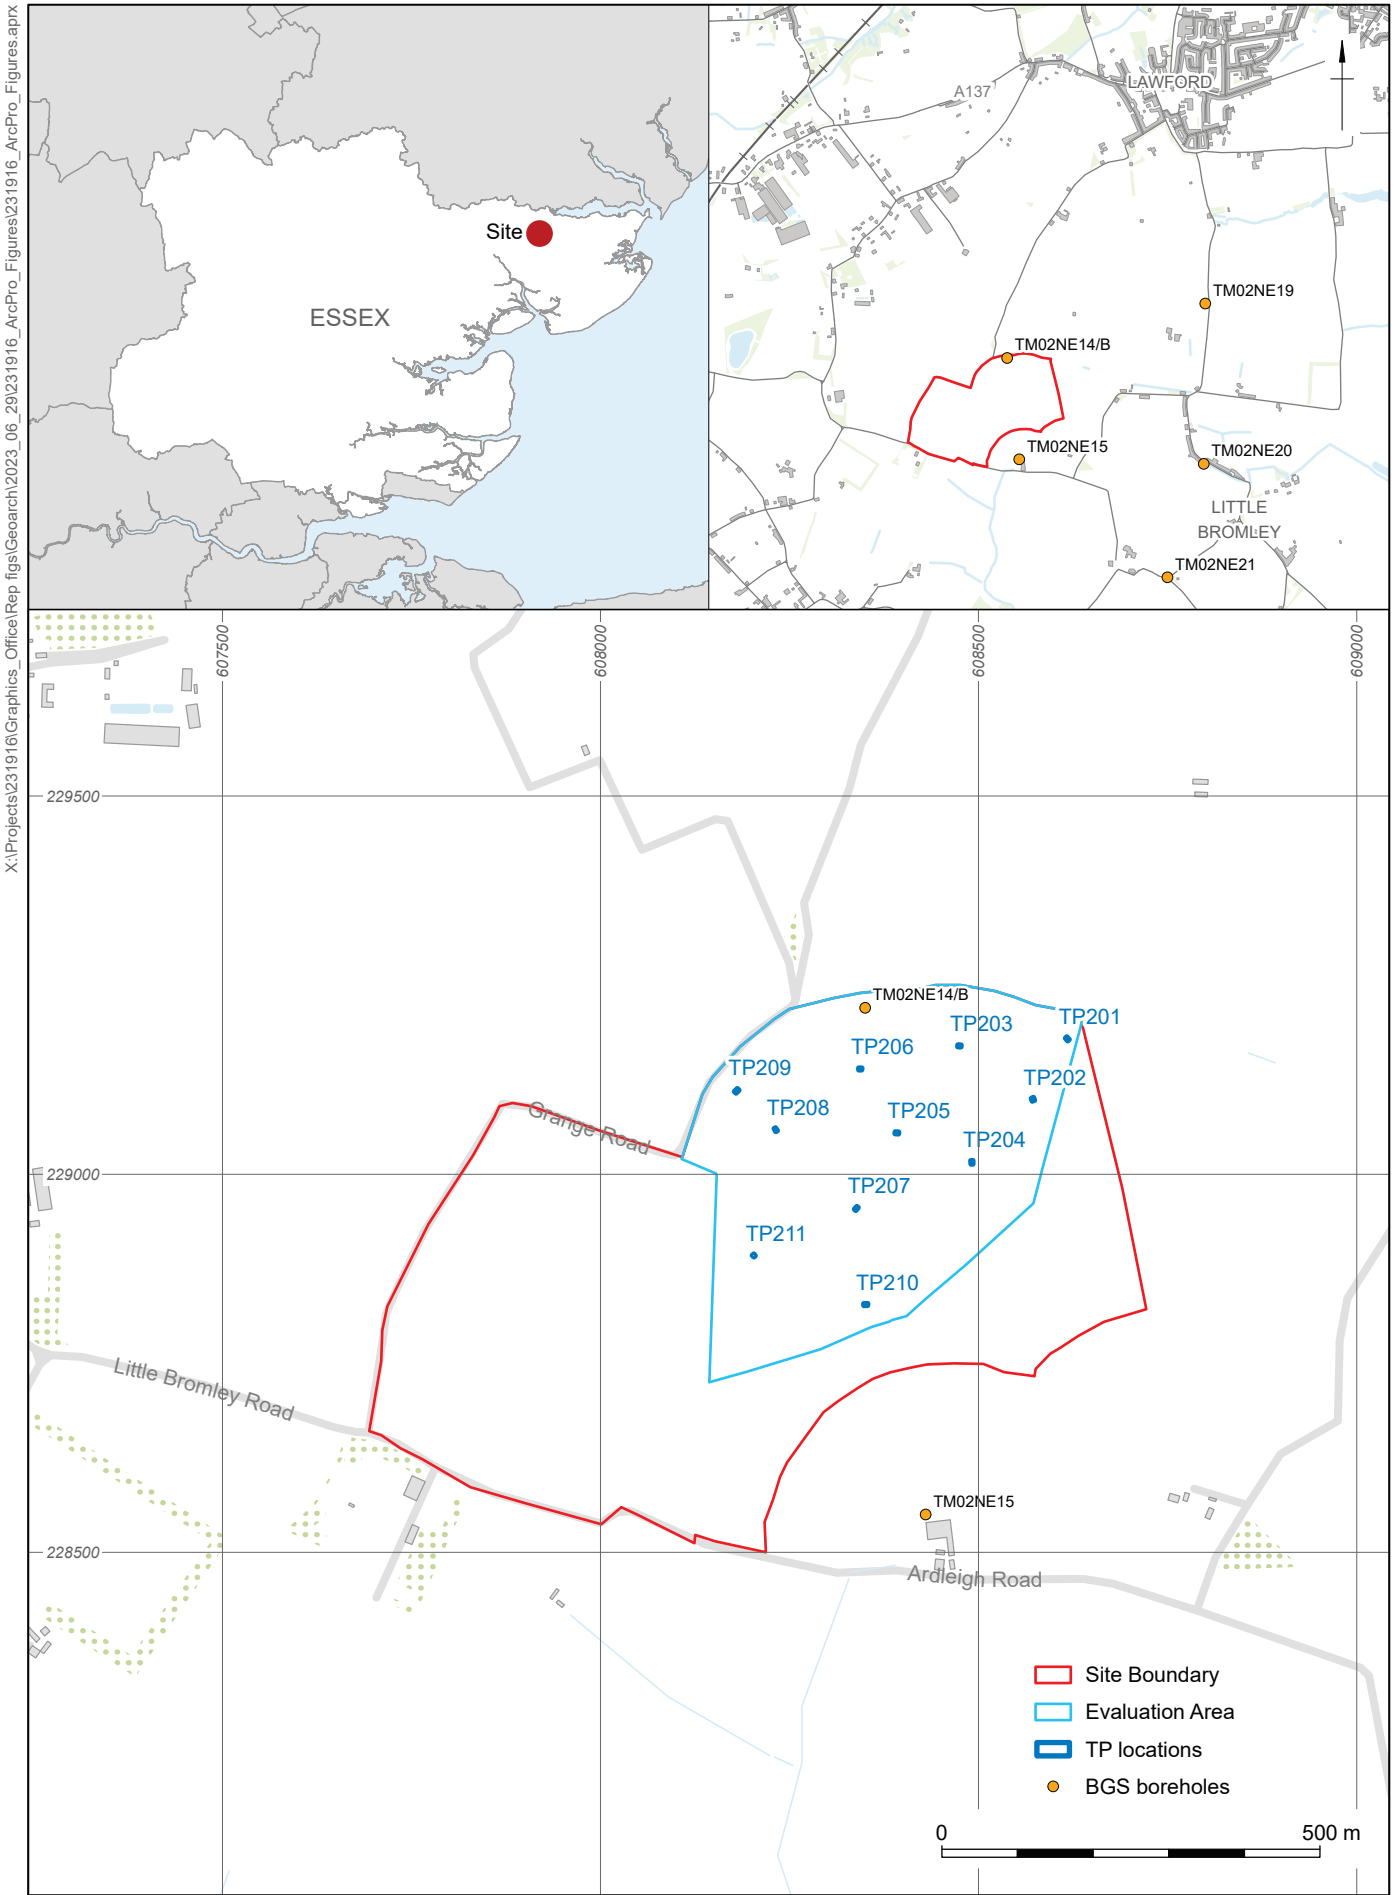 X:\Projects\231916\Graphics_Office\Rep figs\Geoarch\2023_06_29\231916_ArcPro_Figures\231916_ArcPro_Figures.aprx
Site
ESSEX
LAWFORD
A137
TM02NE19
TM02NE14/B
TM02NE15
TM02NE20
LITTLE
BROMLEY
TM02NE21
607500
608000
608500
609000
229500
TM02NE14/B
TP203
TP201
TP206
TP209
TP202
TP208
TP205
Grange Road
TP204
229000
TP207
TP211
TP210
Little Bromley Road
TM02NE15
228500
Ardleigh Road
Site Boundary
Evaluation Area
TP locations
BGS boreholes
0
500 m